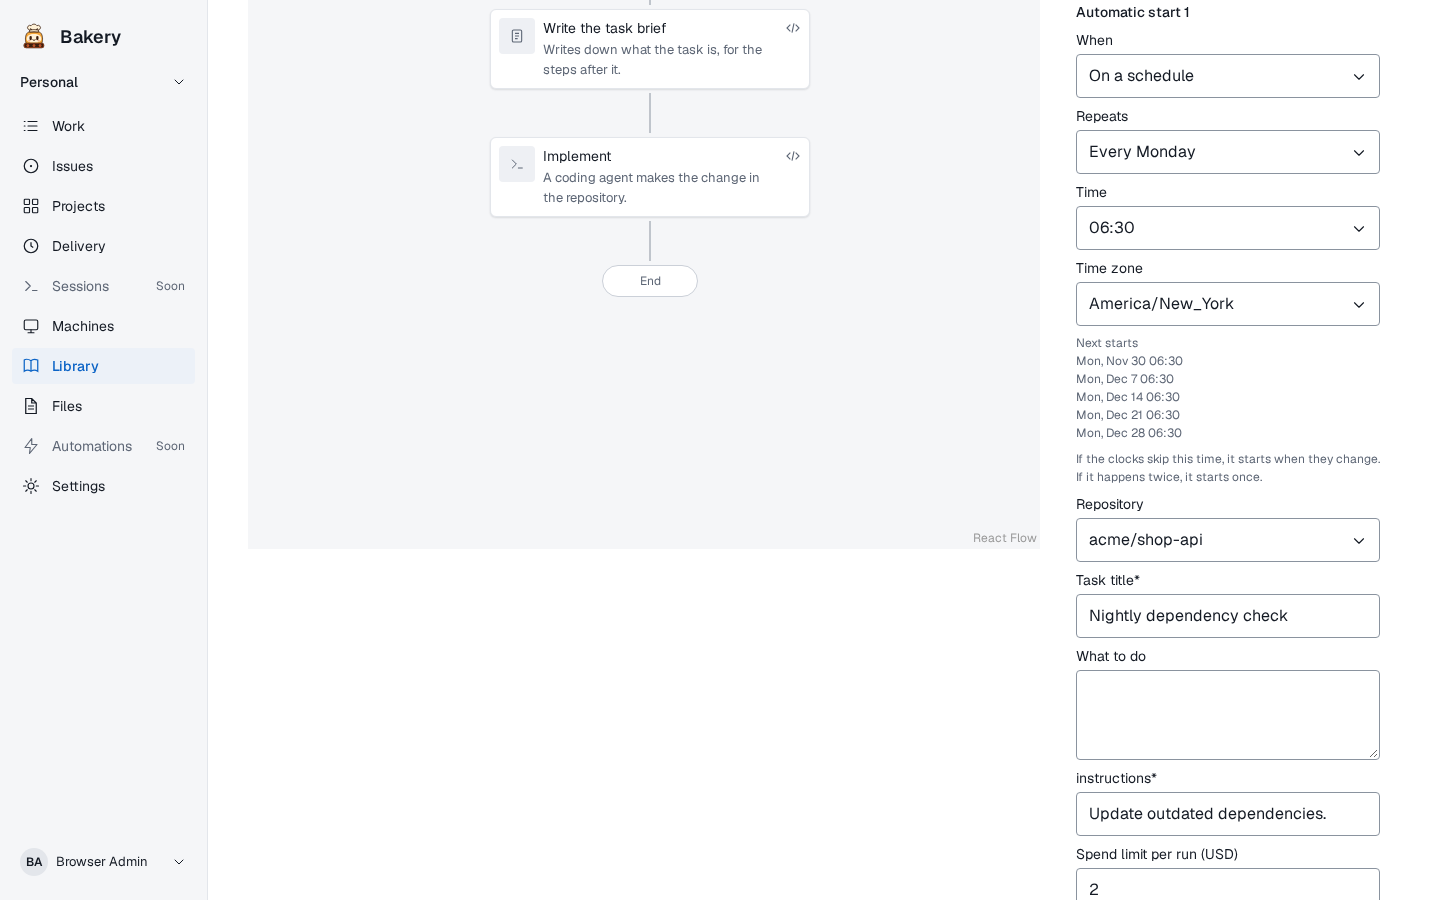 Bakery
Personal
Work
Issues
Projects
Delivery
Sessions Soon
Machines
Library
Files
Automations Soon
Settings
BA Browser Admin
Write the task brief
Writes down what the task is, for the
steps after it.
Implement
A coding agent makes the change in
the repository.
End
React Flow
Automatic start 1
When
On a schedule
Repeats
Every Monday
Time
06:30
Time zone
America/New_York
Next starts
Mon, Nov 30 06:30
Mon, Dec 7 06:30
Mon, Dec 14 06:30
Mon, Dec 21 06:30
Mon, Dec 28 06:30
If the clocks skip this time, it starts when they change.
If it happens twice, it starts once.
Repository
acme/shop-api
Task title*
Nightly dependency check
What to do
instructions*
Update outdated dependencies.
Spend limit per run (USD)
2